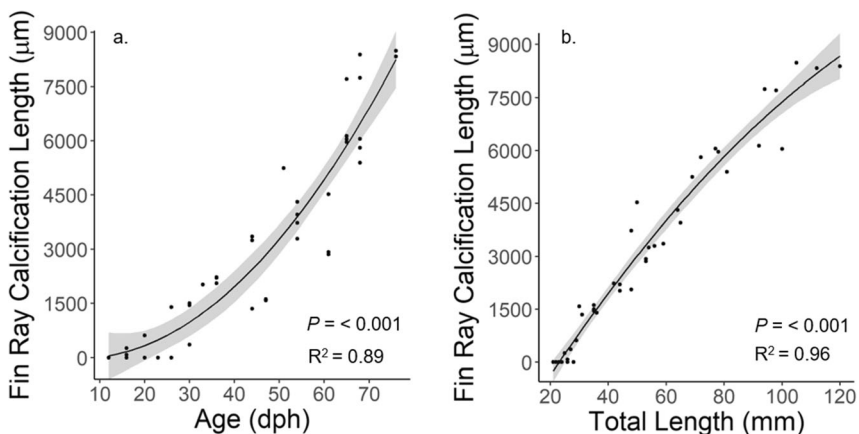 a.
Fin Ray Calcification Length (μm)
9000
7500
6000
4500
3000
1500
0
P = < 0.001
R² = 0.89
10 20 30 40 50 60 70
Age (dph)
b.
Fin Ray Calcification Length (μm)
9000
7500
6000
4500
3000
1500
0
P = < 0.001
R² = 0.96
20 40 60 80 100 120
Total Length (mm)